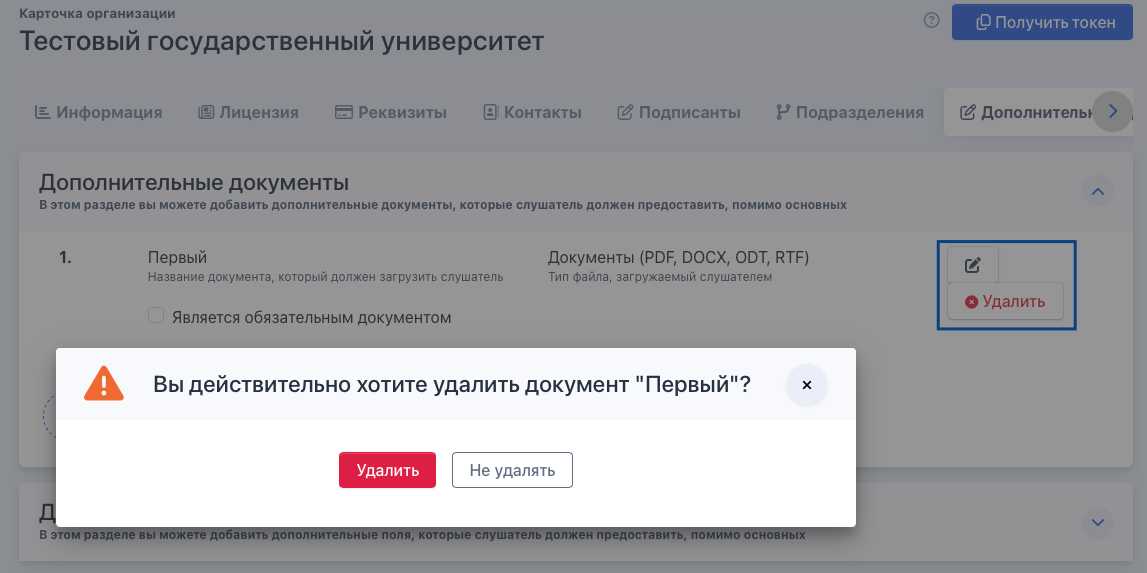 Карточка организации
Тестовый государственный университет
Получить токен
Информация
Лицензия
Реквизиты
Контакты
Подписанты
Подразделения
Дополнительные документы
В этом разделе вы можете добавить дополнительные документы, которые слушатель должен предоставить, помимо основных
1.
Первый
Документы (PDF, DOCX, ODT, RTF)
Название документа, который должен загрузить слушатель
Тип файла, загружаемый слушателем
Удалить
Является обязательным документом
Вы действительно хотите удалить документ "Первый"?
Удалить
Не удалять
В этом разделе вы можете добавить дополнительные поля, которые слушатель должен предоставить, помимо основных